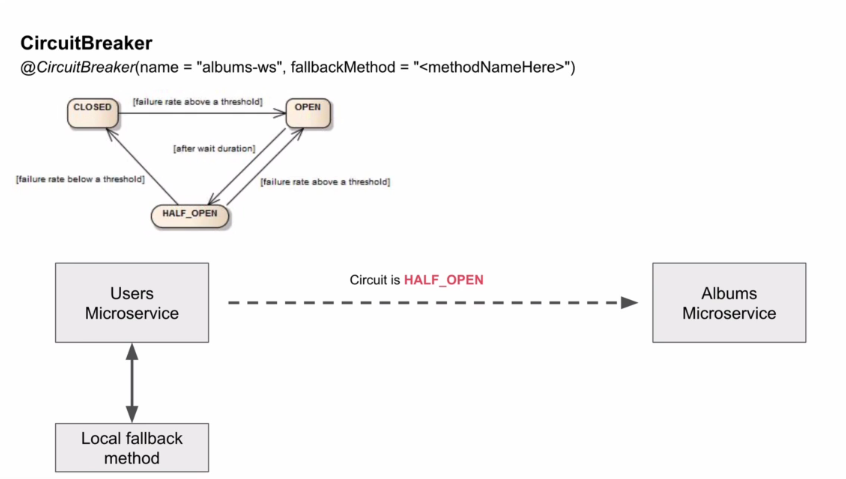 CircuitBreaker
@CircuitBreaker(name = "albums-ws", fallbackMethod = "<methodNameHere>")
CLOSED
[failure rate above a threshold]
OPEN
[after wait duration]
[failure rate below a threshold]
[failure rate above a threshold]
HALF_OPEN
Circuit is HALF_OPEN
Users
Microservice
Albums
Microservice
Local fallback
method